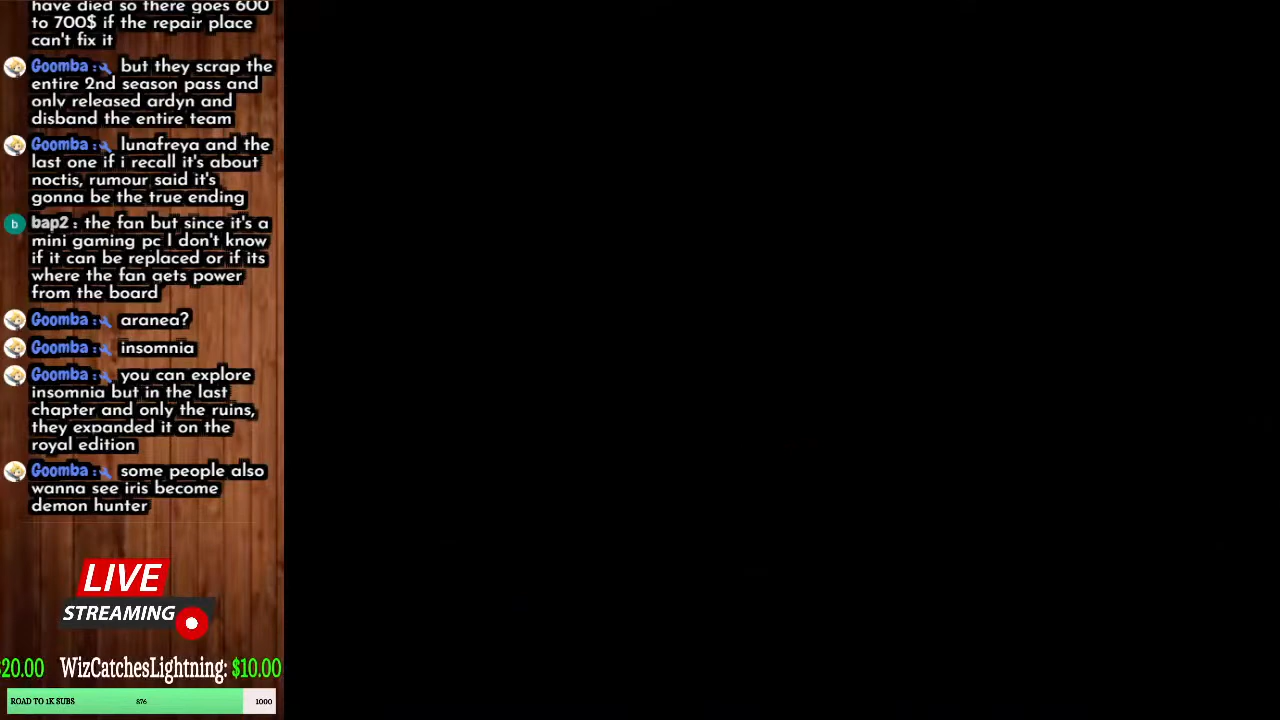 have died so there goes 600
to 700$ if the repair place
can't fix it
Goomba : but they scrap the
entire 2nd season pass and
only released ardyn and
disband the entire team
Goomba : lunafreya and the
last one if i recall it's about
noctis, rumour said it's
gonna be the true ending
b bap2 : the fan but since it's a
mini gaming pc I don't know
if it can be replaced or if its
where the fan gets power
from the board
Goomba : aranea?
Goomba : insomnia
Goomba : you can explore
insomnia but in the last
chapter and only the ruins,
they expanded it on the
royal edition
Goomba : some people also
wanna see iris become
demon hunter
LIVE
STREAMING
$20.00 WizCatchesLightning: $10.00
ROAD TO 1K SUBS 876 1000